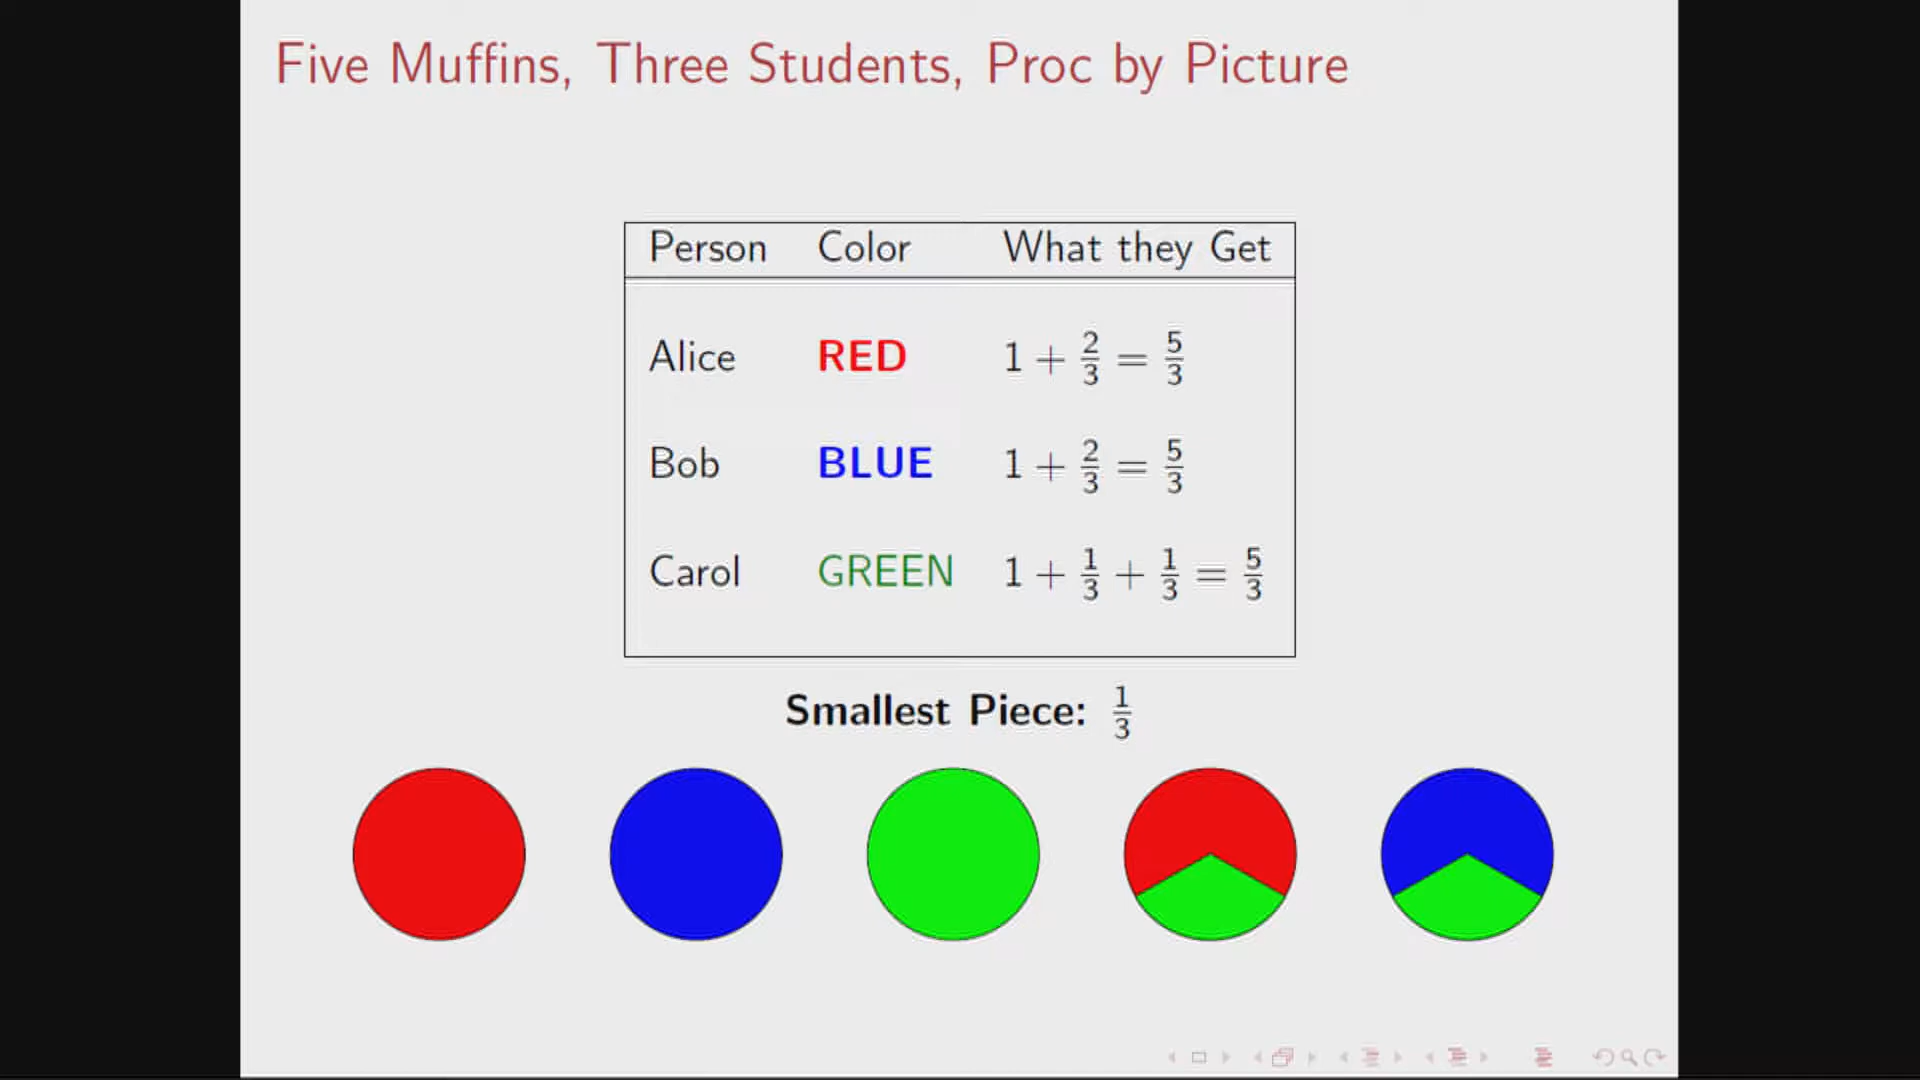 Five Muffins, Three Students, Proc by Picture
Person Color What they Get
Alice RED 1 + 2/3 = 5/3
Bob BLUE 1 + 2/3 = 5/3
Carol GREEN 1 + 1/3 + 1/3 = 5/3
Smallest Piece: 1/3